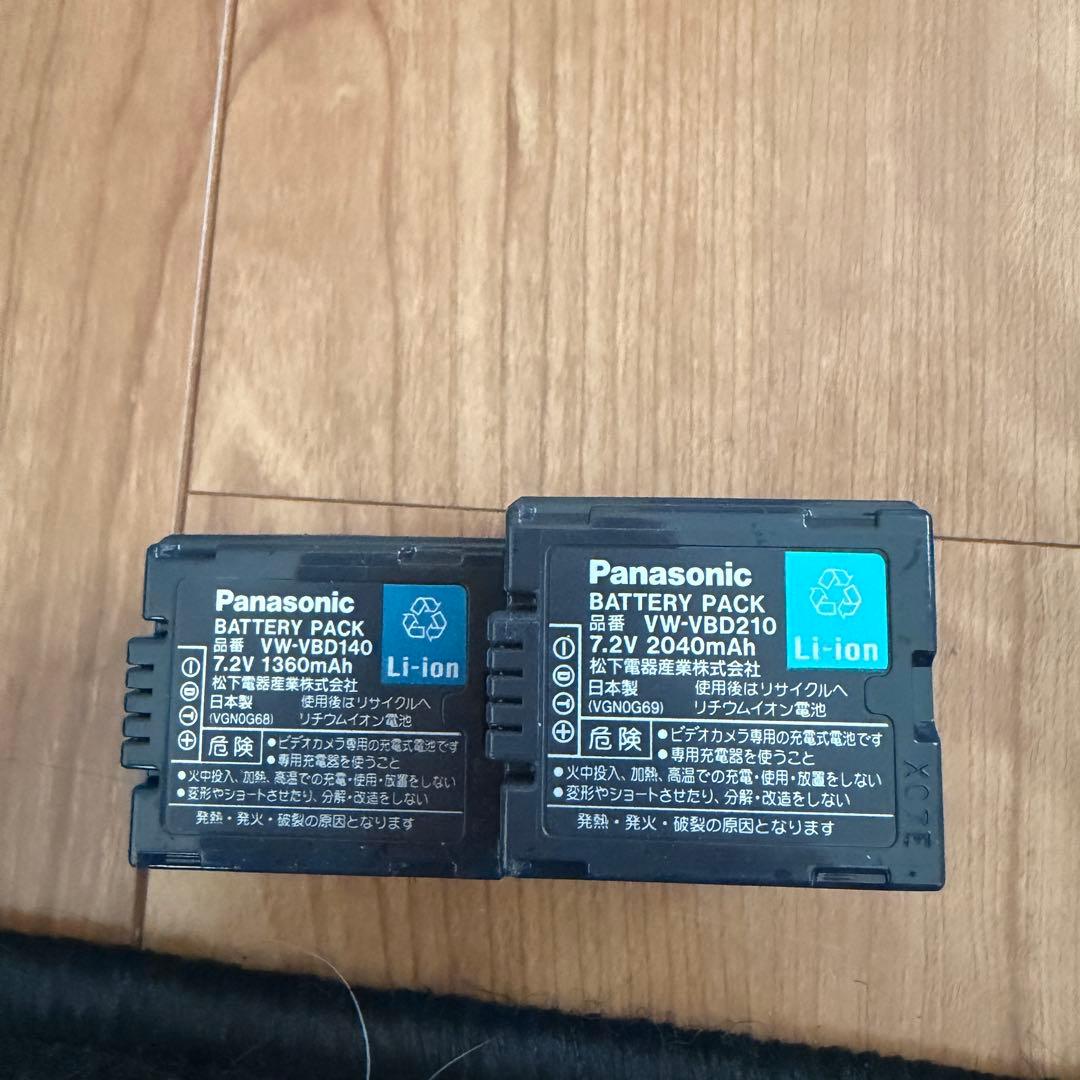 Panasonic
BATTERY PACK
品番 VW-VBD140
7.2V 1360mAh
Li-ion
松下電器産業株式会社
日本製 使用後はリサイクルへ
(VGN0G68) リチウムイオン電池
危険
●ビデオカメラ専用の充電式電池です
●専用充電器を使うこと
●火中投入、加熱、高温での充電・使用・放置をしない
●変形やショートさせたり、分解・改造をしない
発熱・発火・破裂の原因となります
D
T
Panasonic
BATTERY PACK
品番 VW-VBD210
7.2V 2040mAh
Li-ion
松下電器産業株式会社
日本製 使用後はリサイクルへ
(VGN0G69) リチウムイオン電池
危険
●ビデオカメラ専用の充電式電池です
●専用充電器を使うこと
●火中投入、加熱、高温での充電・使用・放置をしない
●変形やショートさせたり、分解・改造をしない
発熱・発火・破裂の原因となります
D
T
XC7E